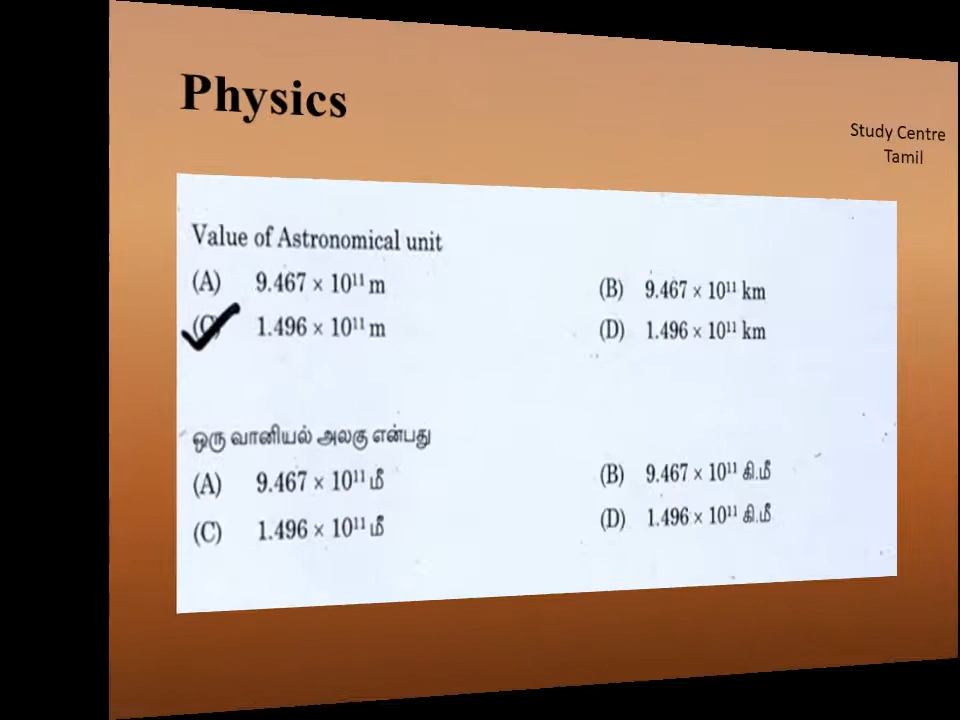 Physics
Study Centre
Tamil
Value of Astronomical unit
(A) 9.467 × 10¹¹ m
(B) 9.467 × 10¹¹ km
(C) 1.496 × 10¹¹ m
(D) 1.496 × 10¹¹ km
ஒரு வானியல் அலகு என்பது
(A) 9.467 × 10¹¹ மீ
(B) 9.467 × 10¹¹ கி.மீ
(C) 1.496 × 10¹¹ மீ
(D) 1.496 × 10¹¹ கி.மீ